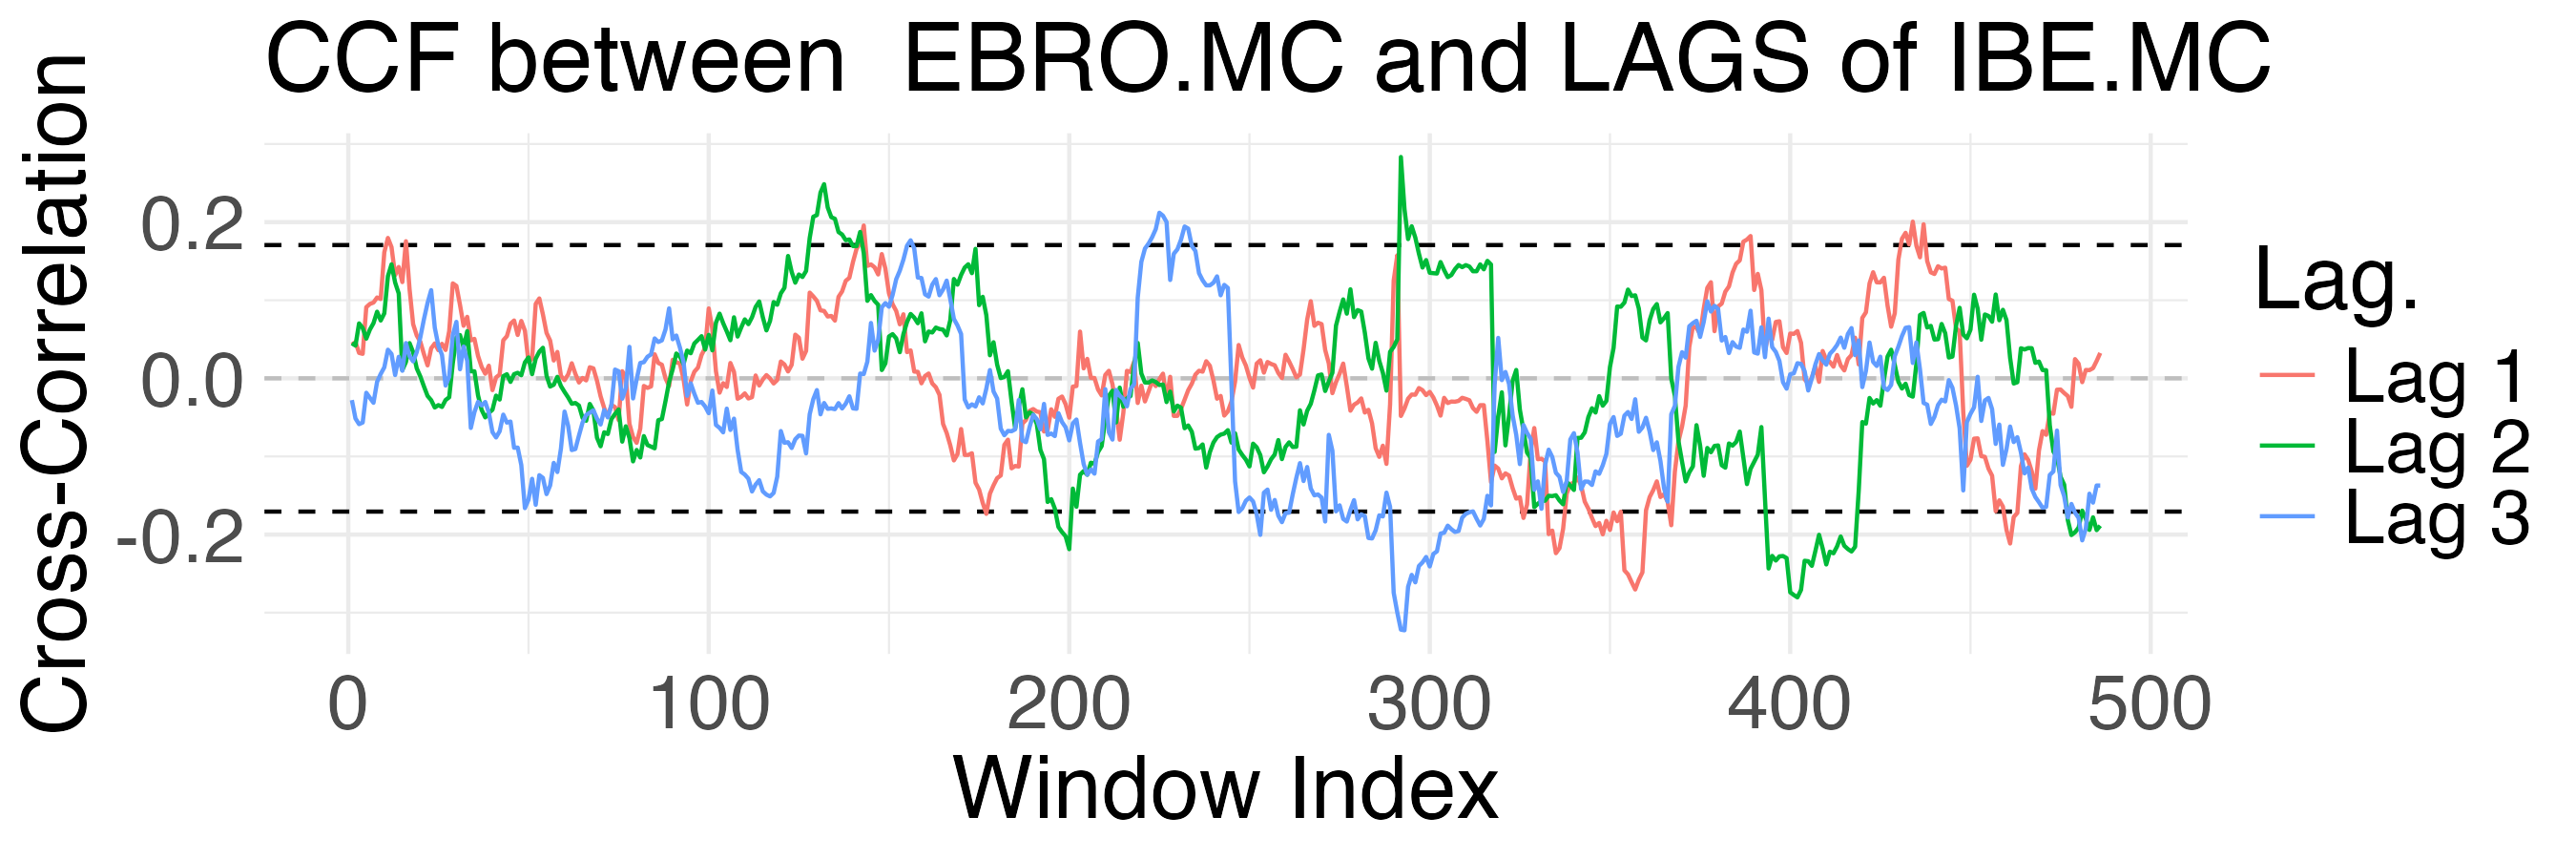 CCF between  EBRO.MC and LAGS of IBE.MC
Cross-Correlation
0.2
0.0
-0.2
0 100 200 300 400 500
Window Index
Lag.
Lag 1
Lag 2
Lag 3